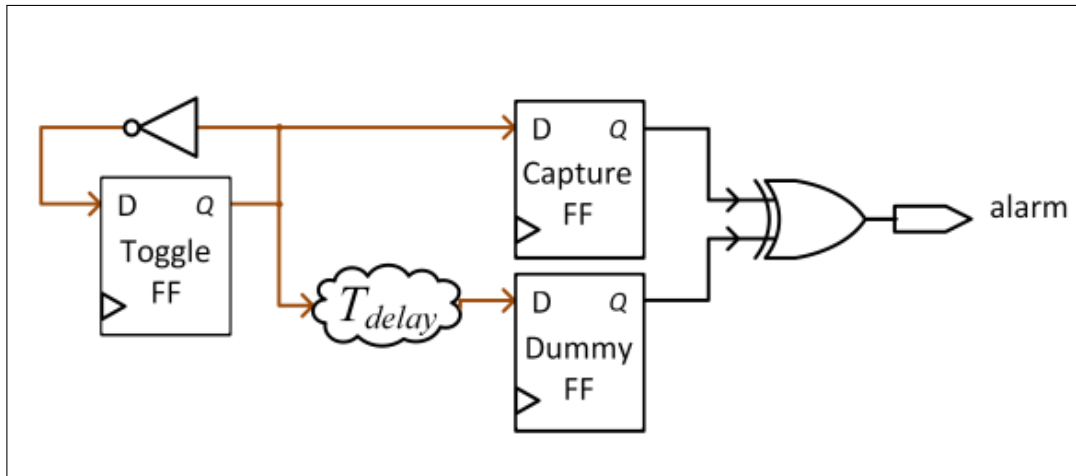 D Q
Capture
FF
D Q
Toggle
FF
alarm
T_delay
D Q
Dummy
FF